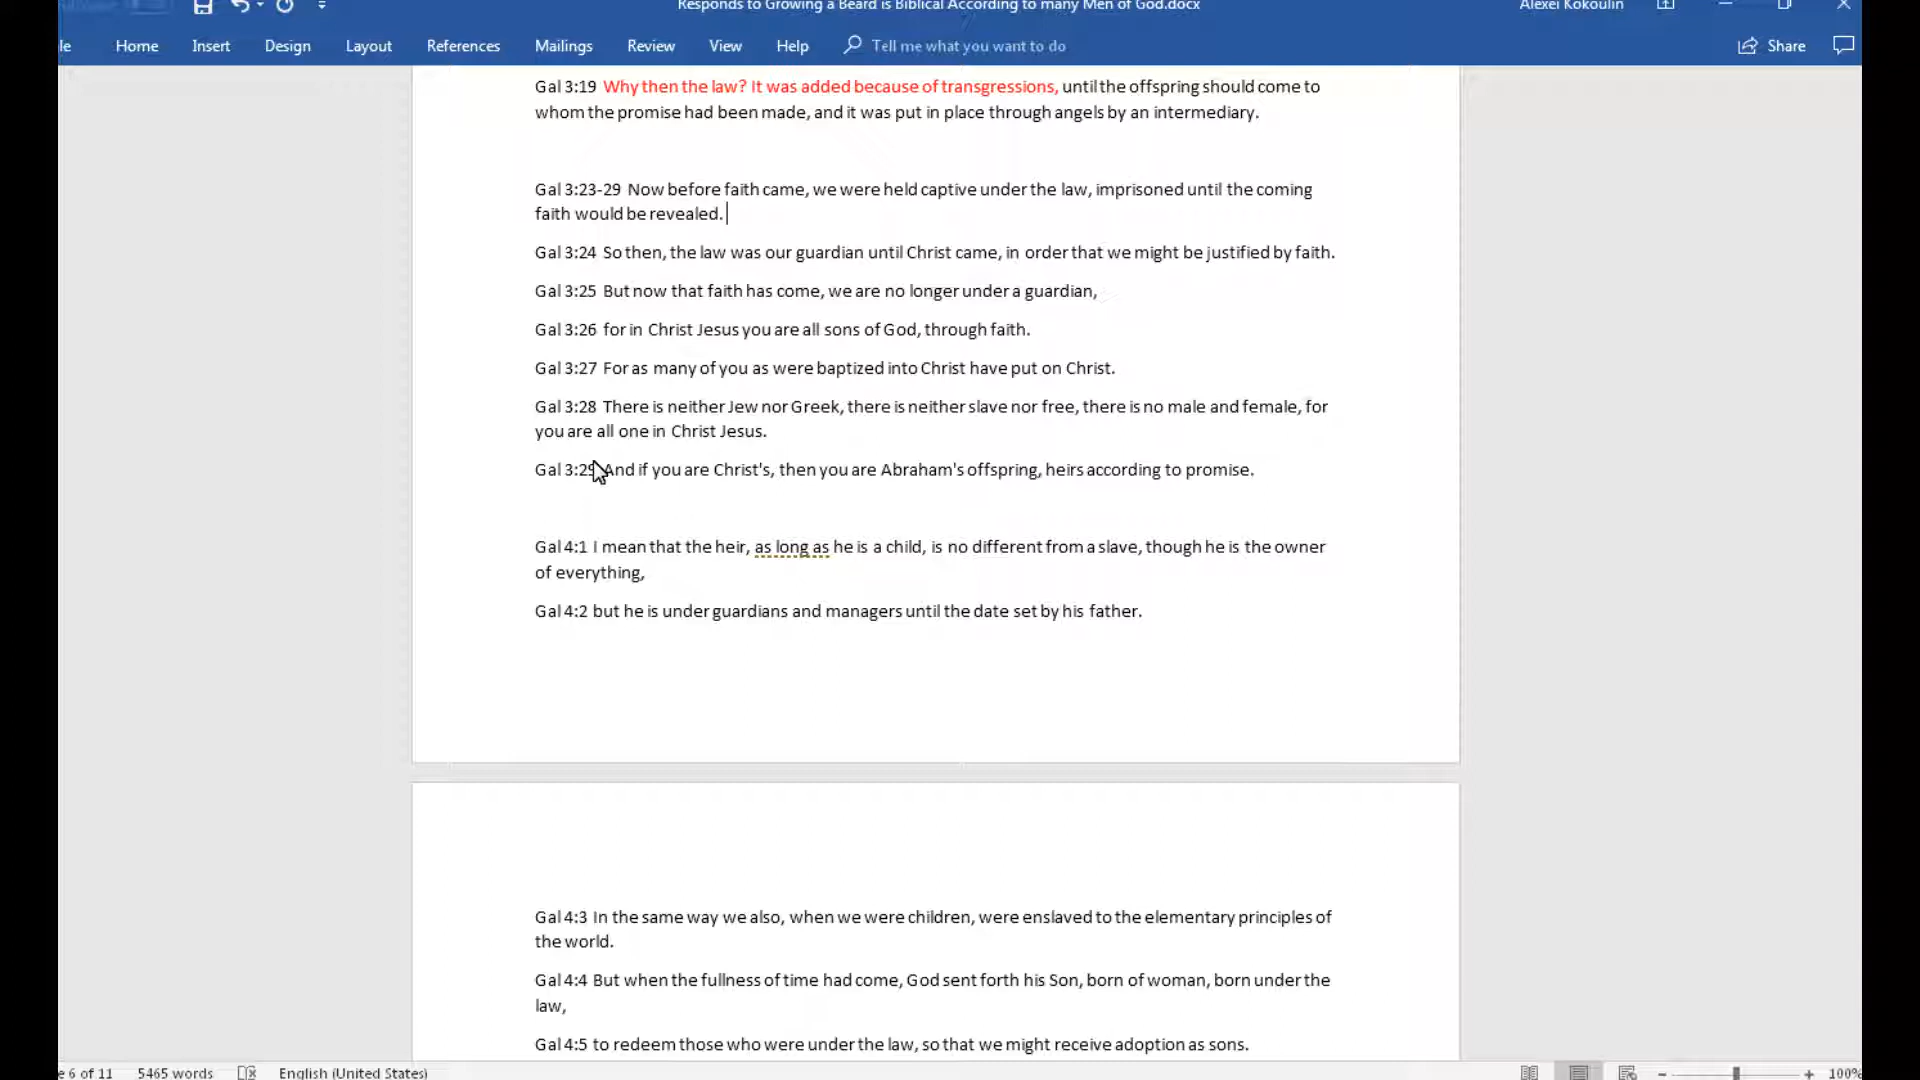 Responds to Growing a Beard is Biblical According to many Men of God.docx
Alexei Kokoulin
le Home Insert Design Layout References Mailings Review View Help Tell me what you want to do Share
Gal 3:19 Why then the law? It was added because of transgressions, until the offspring should come to
whom the promise had been made, and it was put in place through angels by an intermediary.
Gal 3:23-29 Now before faith came, we were held captive under the law, imprisoned until the coming
faith would be revealed.
Gal 3:24 So then, the law was our guardian until Christ came, in order that we might be justified by faith.
Gal 3:25 But now that faith has come, we are no longer under a guardian,
Gal 3:26 for in Christ Jesus you are all sons of God, through faith.
Gal 3:27 For as many of you as were baptized into Christ have put on Christ.
Gal 3:28 There is neither Jew nor Greek, there is neither slave nor free, there is no male and female, for
you are all one in Christ Jesus.
Gal 3:29 And if you are Christ's, then you are Abraham's offspring, heirs according to promise.
Gal 4:1 I mean that the heir, as long as he is a child, is no different from a slave, though he is the owner
of everything,
Gal 4:2 but he is under guardians and managers until the date set by his father.
Gal 4:3 In the same way we also, when we were children, were enslaved to the elementary principles of
the world.
Gal 4:4 But when the fullness of time had come, God sent forth his Son, born of woman, born under the
law,
Gal 4:5 to redeem those who were under the law, so that we might receive adoption as sons.
e 6 of 11 5465 words English (United States) 100%